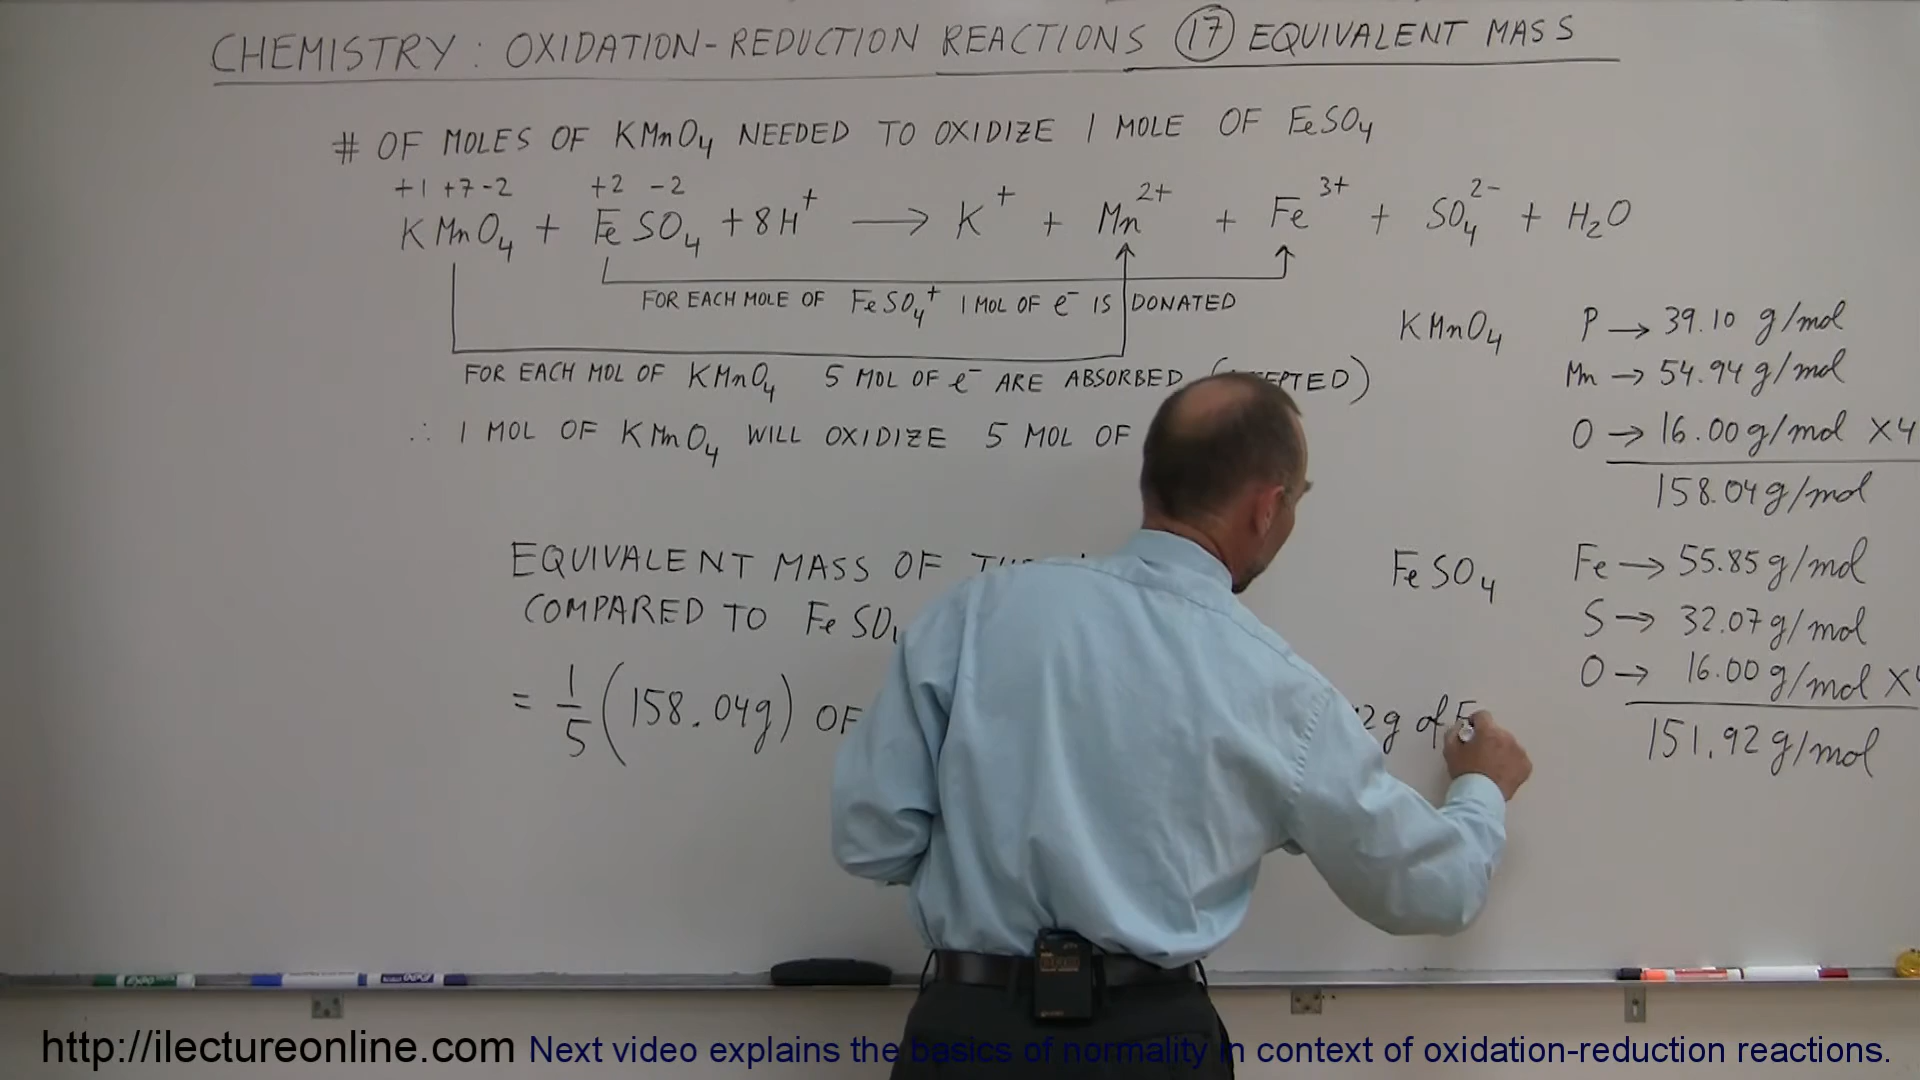 CHEMISTRY: OXIDATION-REDUCTION REACTIONS 17 EQUIVALENT MASS
# OF MOLES OF KMnO4 NEEDED TO OXIDIZE 1 MOLE OF FeSO4
+1 +7 -2 +2 -2
KMnO4 + FeSO4 + 8H+ → K+ + Mn2+ + Fe3+ + SO42- + H2O
FOR EACH MOLE OF FeSO4+ 1 MOL OF e- IS DONATED
FOR EACH MOL OF KMnO4 5 MOL OF e- ARE ABSORBED
∴ 1 MOL OF KMnO4 WILL OXIDIZE 5 MOL OF
EQUIVALENT MASS OF
COMPARED TO
= 1/5 (158.04g) OF
g of
KMnO4 P → 39.10 g/mol
Mn → 54.94 g/mol
O → 16.00 g/mol X4
158.04 g/mol
FeSO4 Fe → 55.85 g/mol
S → 32.07 g/mol
O → 16.00 g/mol X4
151.92 g/mol
http://ilectureonline.com Next video explains the basics of normality in context of oxidation-reduction reactions.